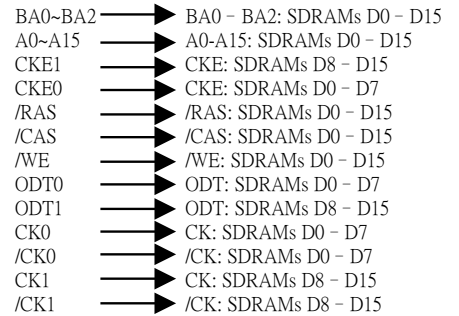 BA0~BA2 BA0 – BA2: SDRAMs D0 – D15
A0~A15 A0-A15: SDRAMs D0 – D15
CKE1 CKE: SDRAMs D8 – D15
CKE0 CKE: SDRAMs D0 – D7
/RAS /RAS: SDRAMs D0 – D15
/CAS /CAS: SDRAMs D0 – D15
/WE /WE: SDRAMs D0 – D15
ODT0 ODT: SDRAMs D0 – D7
ODT1 ODT: SDRAMs D8 – D15
CK0 CK: SDRAMs D0 – D7
/CK0 /CK: SDRAMs D0 – D7
CK1 CK: SDRAMs D8 – D15
/CK1 /CK: SDRAMs D8 – D15